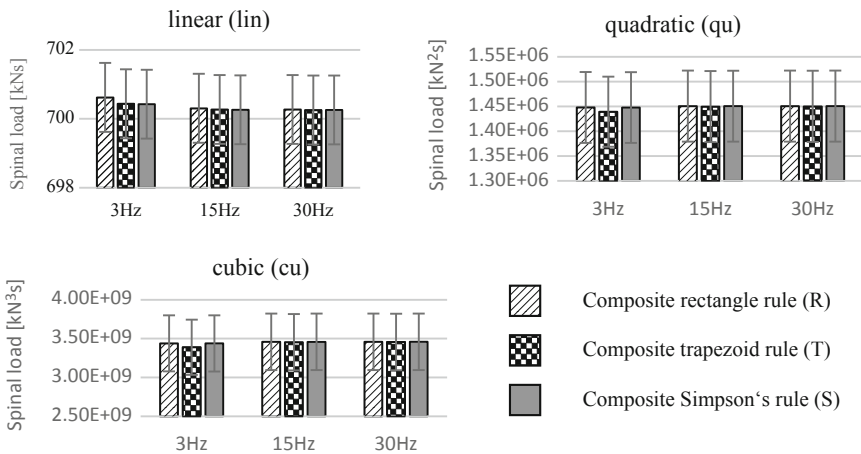 linear (lin)
Spinal load [kNs]
702
700
698
3Hz 15Hz 30Hz
quadratic (qu)
Spinal load [kN²s]
1.55E+06
1.50E+06
1.45E+06
1.40E+06
1.35E+06
1.30E+06
3Hz 15Hz 30Hz
cubic (cu)
Spinal load [kN³s]
4.00E+09
3.50E+09
3.00E+09
2.50E+09
3Hz 15Hz 30Hz
Composite rectangle rule (R)
Composite trapezoid rule (T)
Composite Simpson‘s rule (S)